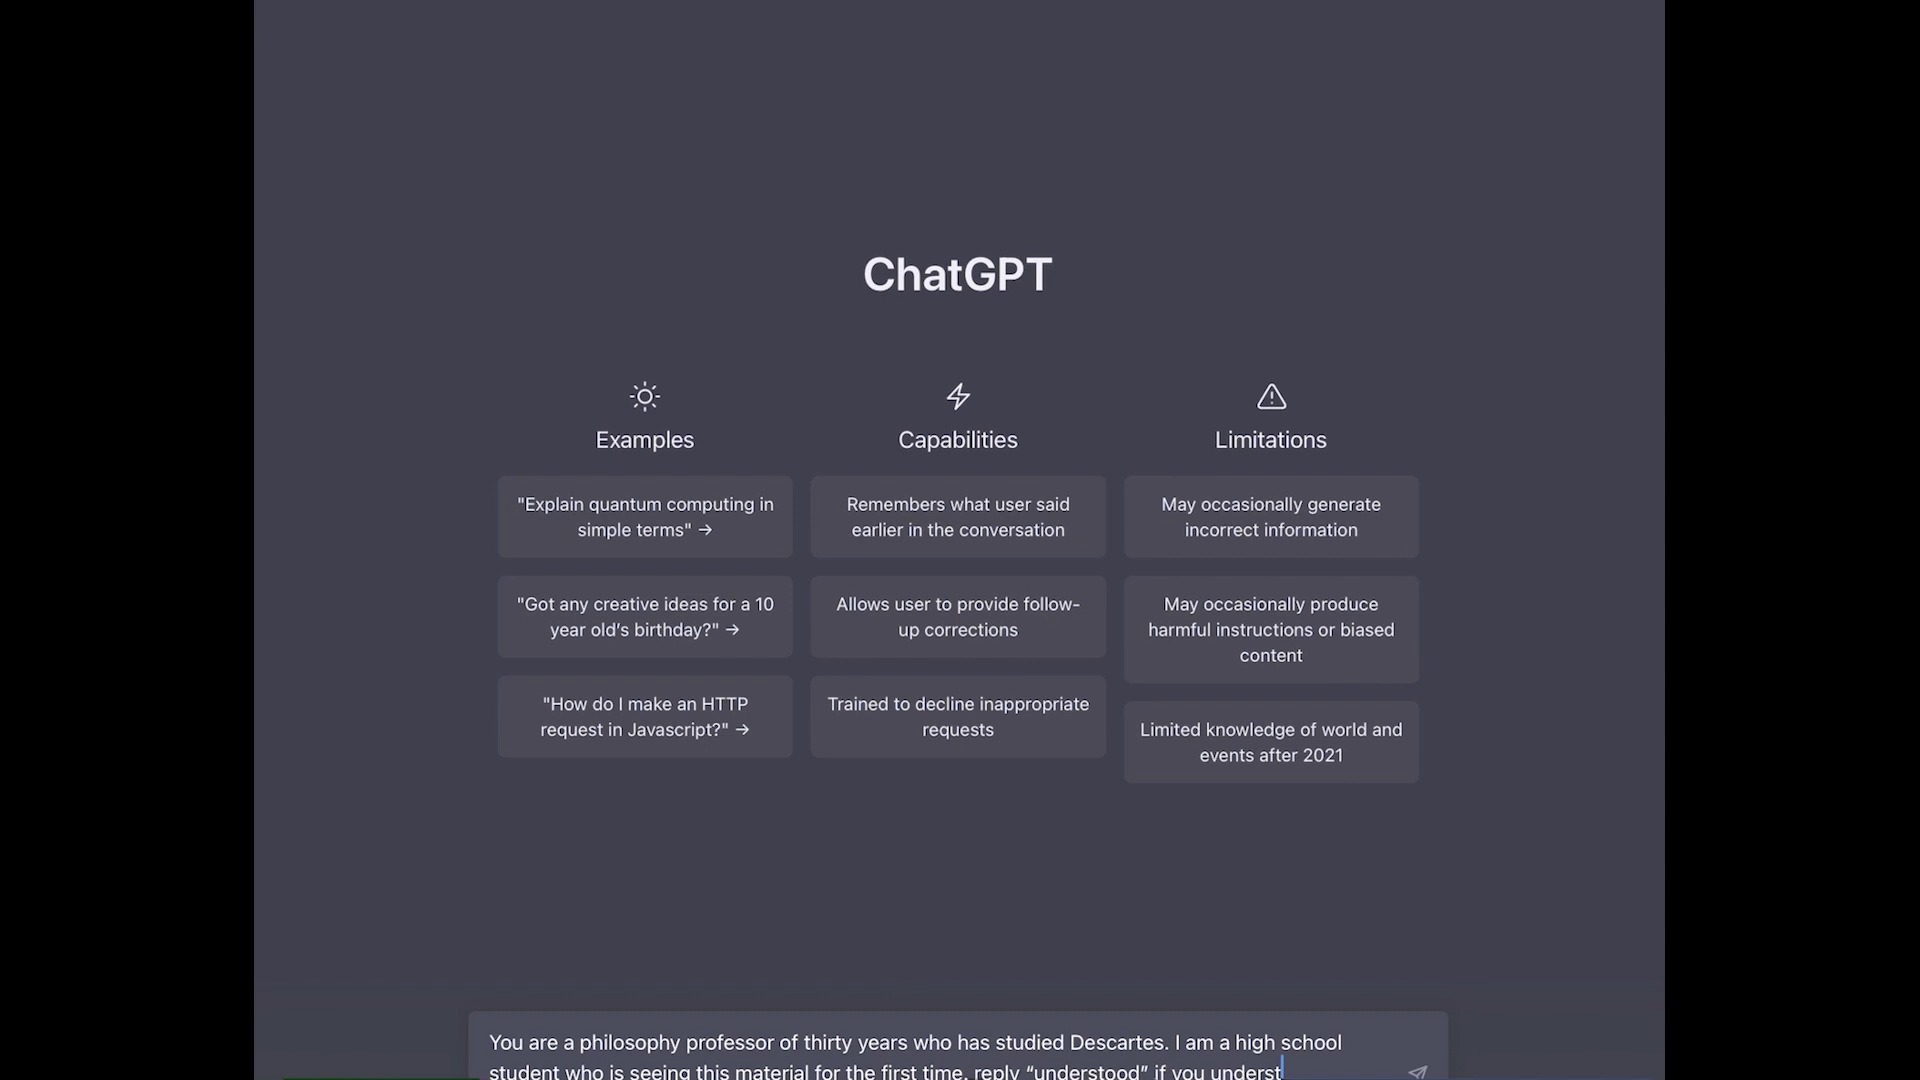 ChatGPT
Examples
"Explain quantum computing in
simple terms" →
"Got any creative ideas for a 10
year old's birthday?" →
"How do I make an HTTP
request in Javascript?" →
Capabilities
Remembers what user said
earlier in the conversation
Allows user to provide follow-
up corrections
Trained to decline inappropriate
requests
Limitations
May occasionally generate
incorrect information
May occasionally produce
harmful instructions or biased
content
Limited knowledge of world and
events after 2021
You are a philosophy professor of thirty years who has studied Descartes. I am a high school
student who is seeing this material for the first time. reply “understood” if you underst